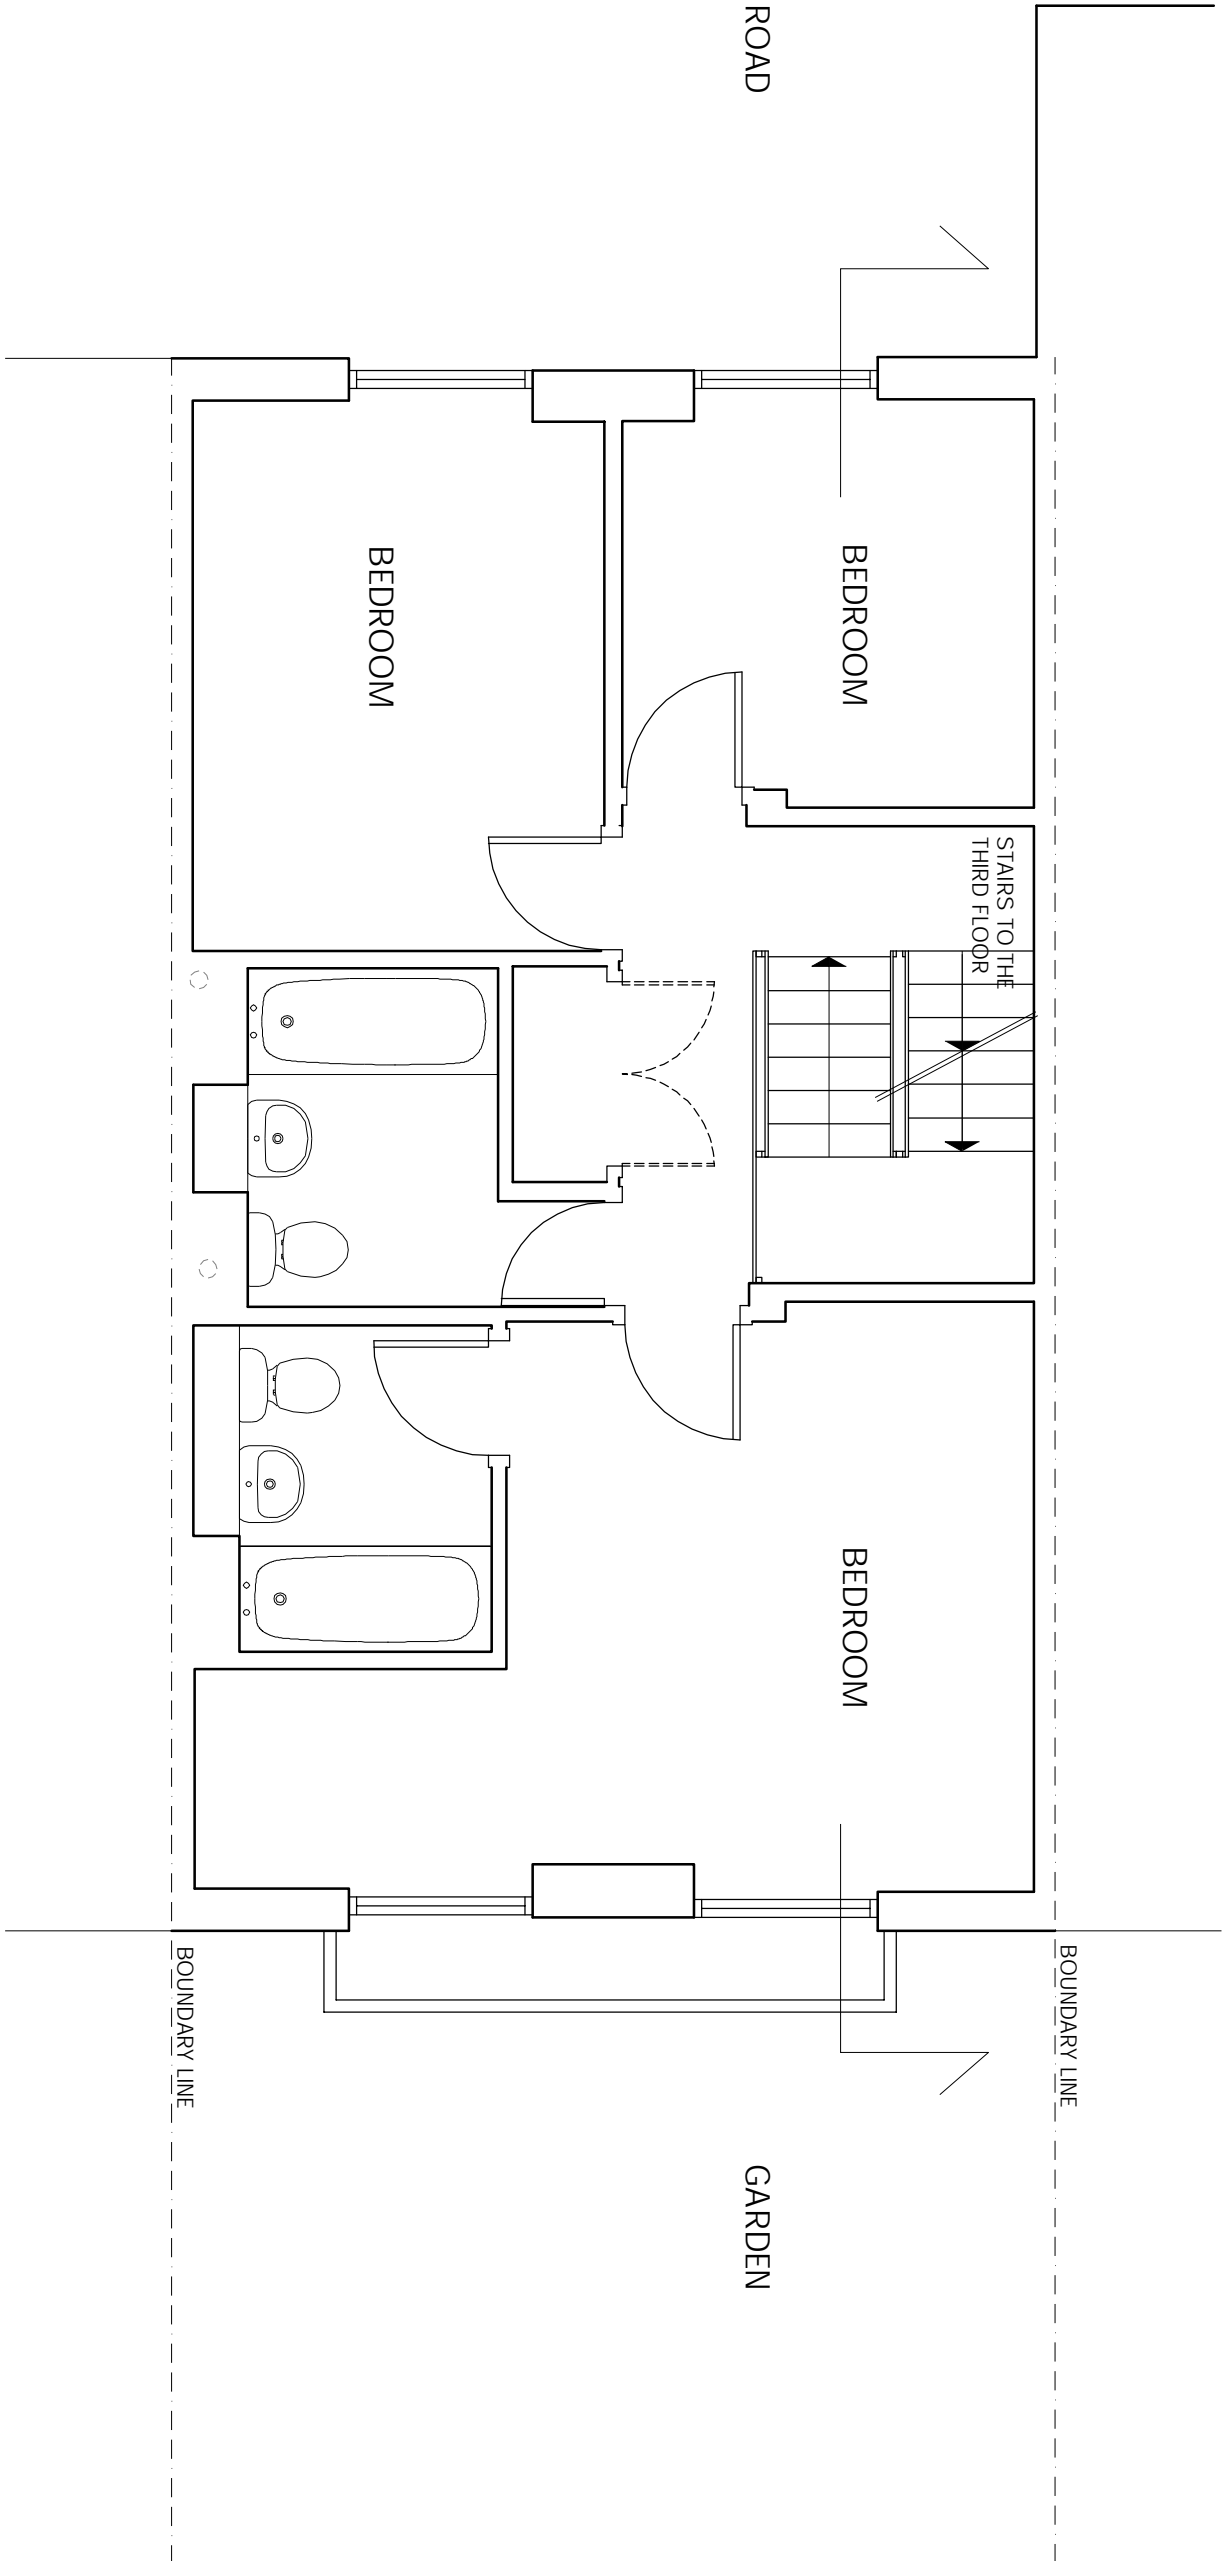 ROAD
BEDROOM
BEDROOM
STAIRS TO THE
THIRD FLOOR
BEDROOM
BOUNDARY LINE
BOUNDARY LINE
GARDEN